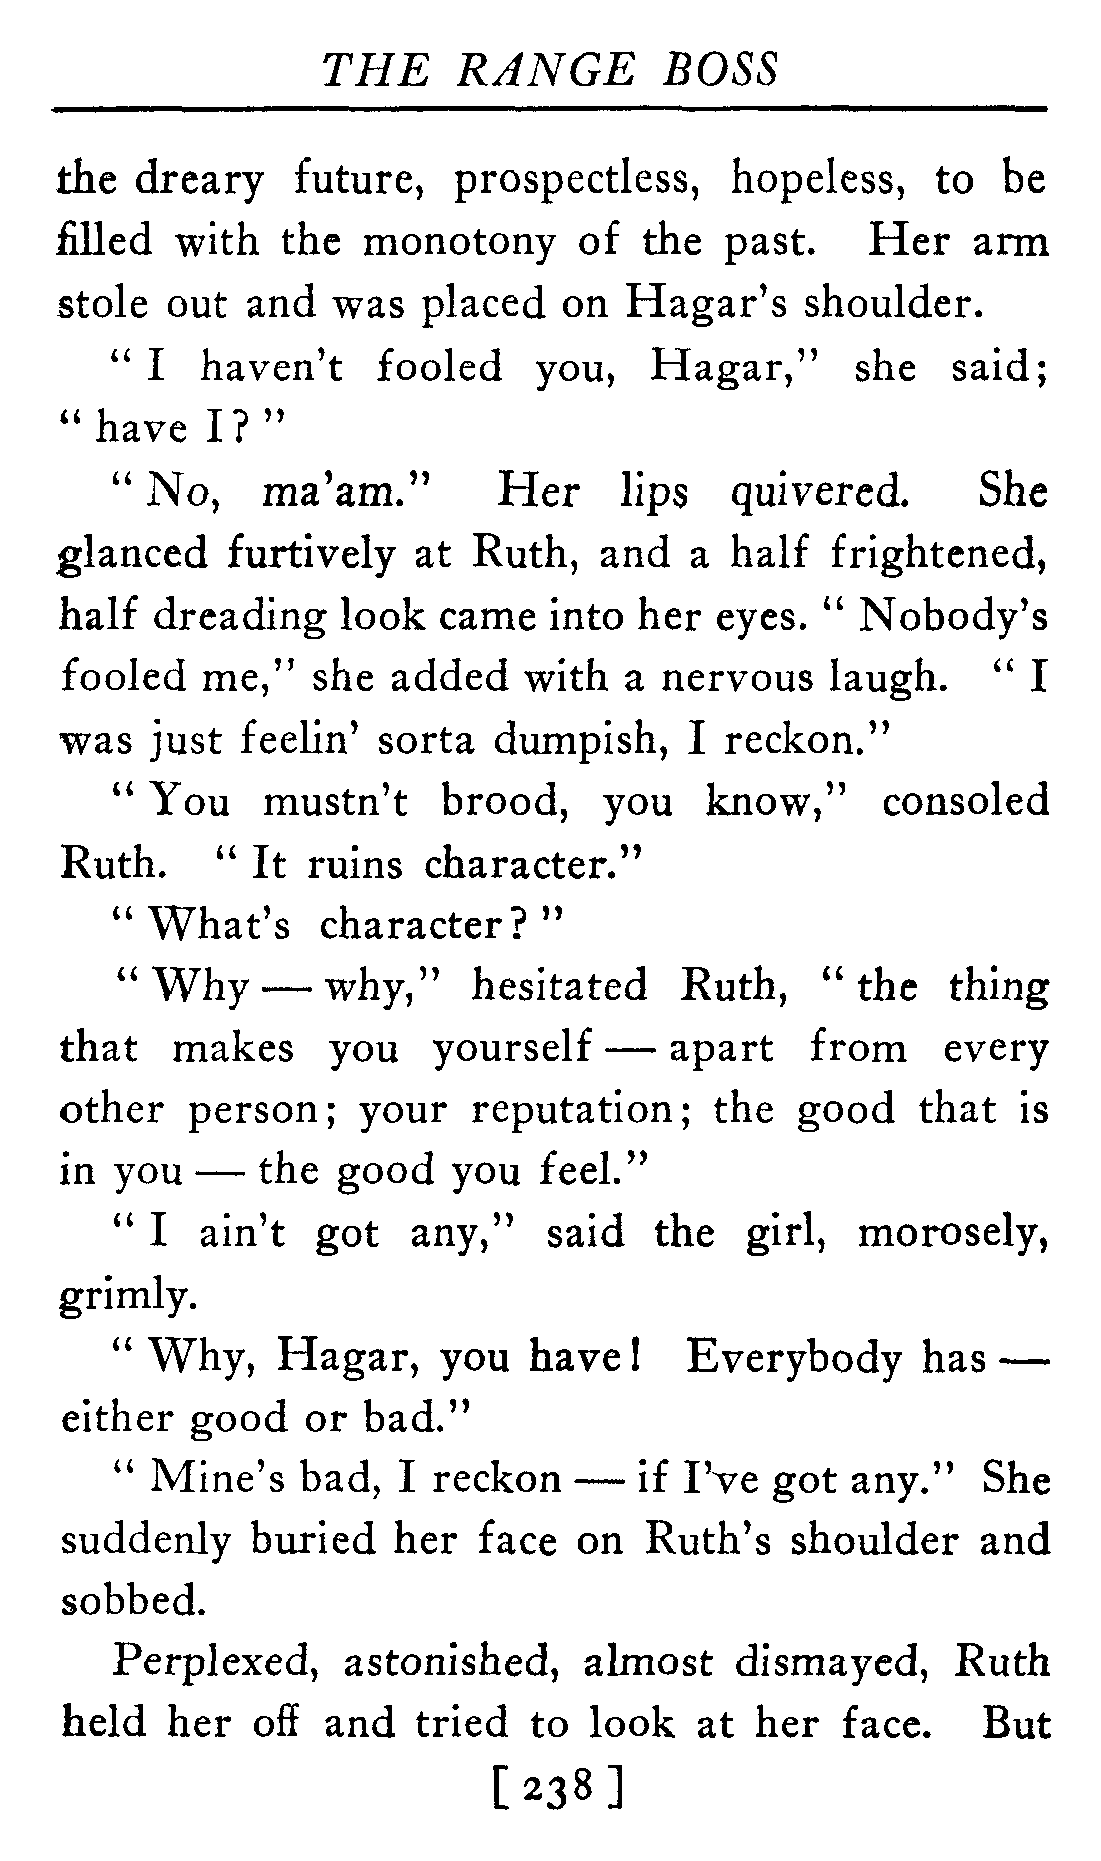 THE RANGE BOSS
the dreary future, prospectless, hopeless, to be
filled with the monotony of the past. Her arm
stole out and was placed on Hagar's shoulder.
" I haven't fooled you, Hagar," she said;
" have I? "
" No, ma'am." Her lips quivered. She
glanced furtively at Ruth, and a half frightened,
half dreading look came into her eyes. " Nobody's
fooled me," she added with a nervous laugh. " I
was just feelin' sorta dumpish, I reckon."
" You mustn't brood, you know," consoled
Ruth. " It ruins character."
" What's character? "
" Why — why," hesitated Ruth, " the thing
that makes you yourself — apart from every
other person; your reputation; the good that is
in you — the good you feel."
" I ain't got any," said the girl, morosely,
grimly.
" Why, Hagar, you have! Everybody has —
either good or bad."
" Mine's bad, I reckon — if I've got any." She
suddenly buried her face on Ruth's shoulder and
sobbed.
Perplexed, astonished, almost dismayed, Ruth
held her off and tried to look at her face. But
[ 238 ]